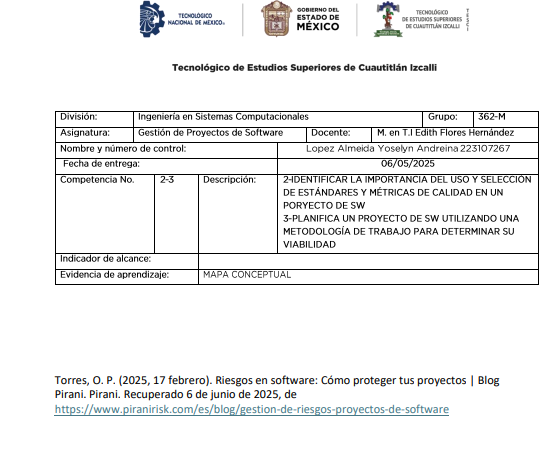 TECNOLÓGICO
NACIONAL DE MÉXICO
GOBIERNO DEL
ESTADO DE
MÉXICO
TECNOLÓGICO
DE ESTUDIOS SUPERIORES
DE CUAUTITLÁN IZCALLI
TESCI
Tecnológico de Estudios Superiores de Cuautitlán Izcalli
División: Ingeniería en Sistemas Computacionales Grupo: 362-M
Asignatura: Gestión de Proyectos de Software Docente: M. en T.I Edith Flores Hernández
Nombre y número de control: Lopez Almeida Yoselyn Andreina 223107267
Fecha de entrega: 06/05/2025
Competencia No. 2-3 Descripción: 2-IDENTIFICAR LA IMPORTANCIA DEL USO Y SELECCIÓN
DE ESTÁNDARES Y MÉTRICAS DE CALIDAD EN UN
PORYECTO DE SW
3-PLANIFICA UN PROYECTO DE SW UTILIZANDO UNA
METODOLOGÍA DE TRABAJO PARA DETERMINAR SU
VIABILIDAD
Indicador de alcance:
Evidencia de aprendizaje: MAPA CONCEPTUAL
Torres, O. P. (2025, 17 febrero). Riesgos en software: Cómo proteger tus proyectos | Blog
Pirani. Pirani. Recuperado 6 de junio de 2025, de
https://www.piranirisk.com/es/blog/gestion-de-riesgos-proyectos-de-software